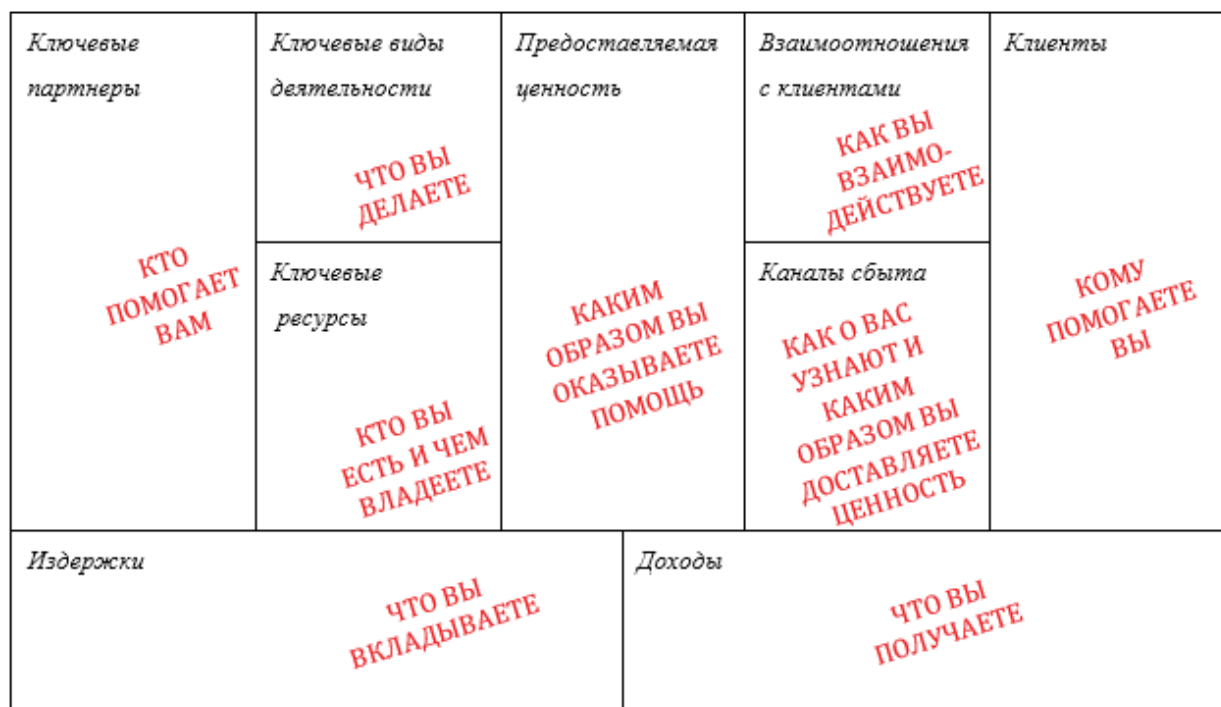 Ключевые
партнеры
КТО
ПОМОГАЕТ
ВАМ
Ключевые виды
деятельности
ЧТО ВЫ
ДЕЛАЕТЕ
Ключевые
ресурсы
КТО ВЫ
ЕСТЬ И ЧЕМ
ВЛАДЕЕТЕ
Предоставляемая
ценность
КАКИМ
ОБРАЗОМ ВЫ
ОКАЗЫВАЕТЕ
ПОМОЩЬ
Взаимоотношения
с клиентами
КАК ВЫ
ВЗАИМО-
ДЕЙСТВУЕТЕ
Каналы сбыта
КАК О ВАС
УЗНАЮТ И
КАКИМ
ОБРАЗОМ ВЫ
ДОСТАВЛЯЕТЕ
ЦЕННОСТЬ
Клиенты
КОМУ
ПОМОГАЕТЕ
ВЫ
Издержки
ЧТО ВЫ
ВКЛАДЫВАЕТЕ
Доходы
ЧТО ВЫ
ПОЛУЧАЕТЕ